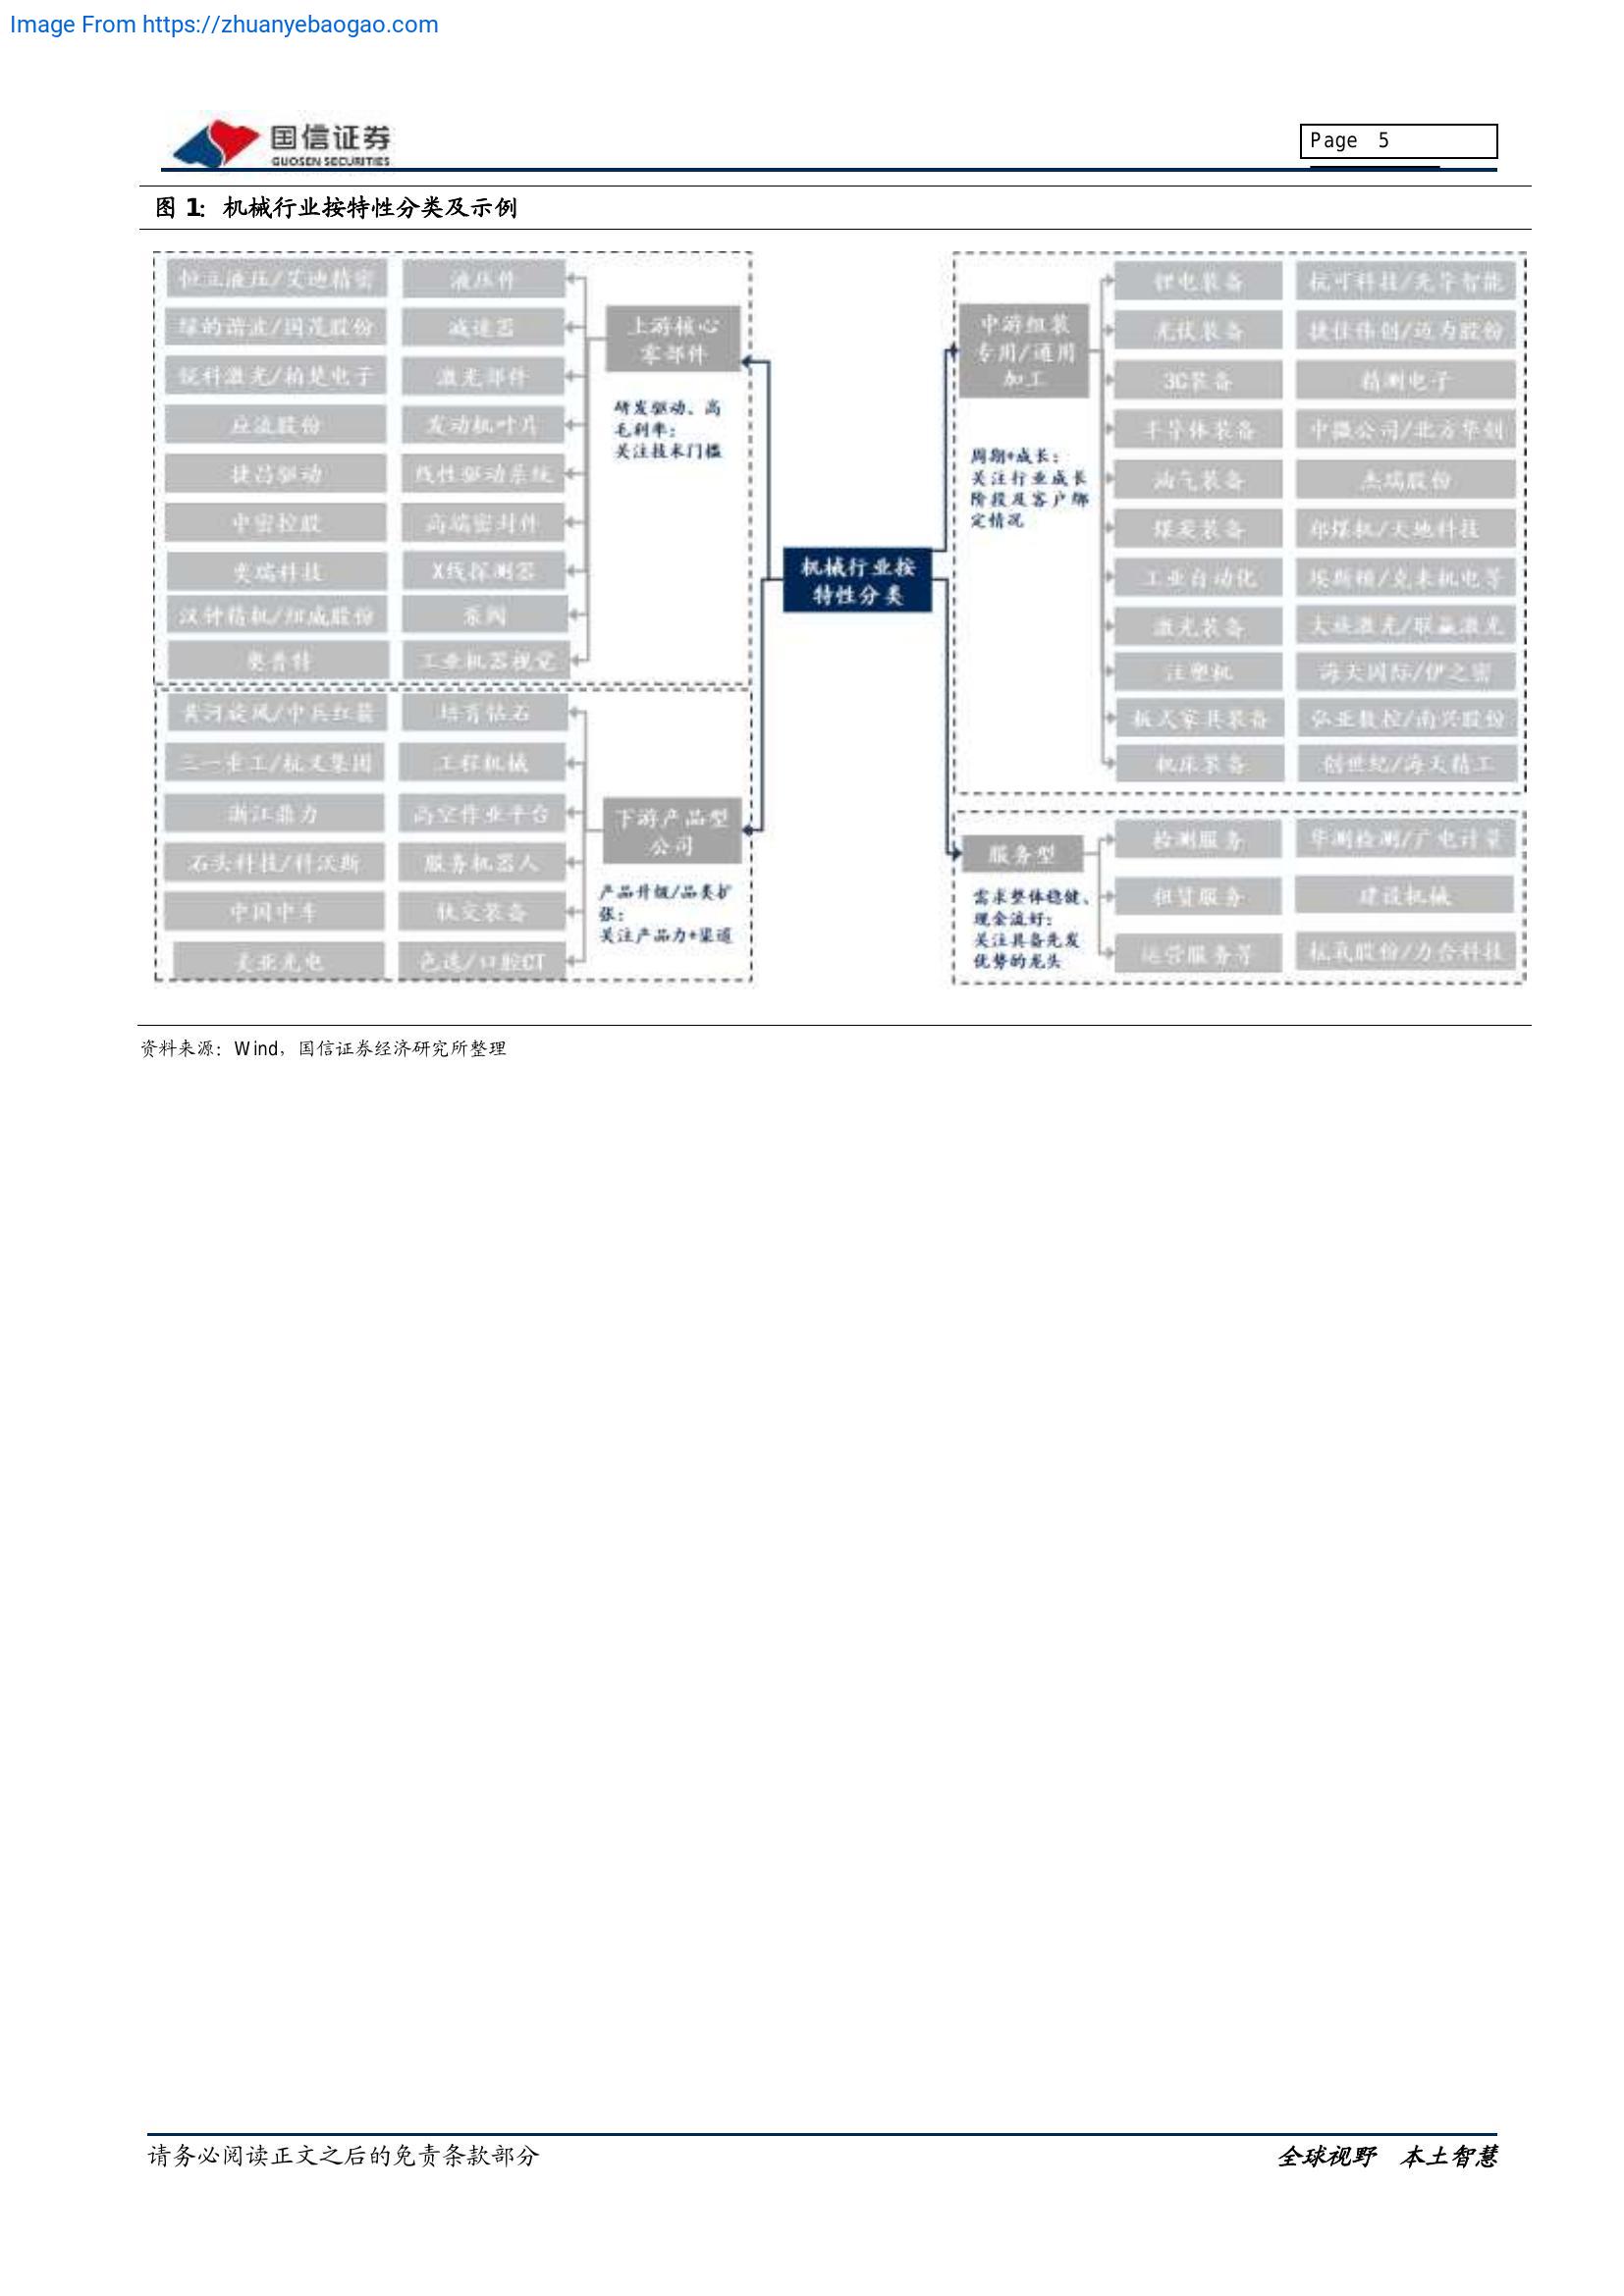 Image From https://zhuanyebaogao.com
国信证券
GUOSEN SECURITIES
Page 5
图 1: 机械行业按特性分类及示例
恒立液压/艾迪精密
液压件
绿的谐波/国茂股份
减速器
锐科激光/柏楚电子
激光部件
应流股份
发动机叶片
捷昌驱动
线性驱动系统
中密控股
高端密封件
奕瑞科技
X线探测器
汉钟精机/纽威股份
泵阀
奥普特
工业机器视觉
上游核心
零部件
研发驱动、高
毛利率:
关注技术门槛
黄河旋风/中兵红箭
培育钻石
三一重工/杭叉集团
工程机械
浙江鼎力
高空作业平台
石头科技/科沃斯
服务机器人
中国中车
轨交装备
美亚光电
色选/口腔CT
下游产品型
公司
产品升级/品类扩
张:
关注产品力+渠道
机械行业按
特性分类
中游组装
专用/通用
加工
周期+成长:
关注行业成长
阶段及客户绑
定情况
锂电装备
杭可科技/先导智能
光伏装备
捷佳伟创/迈为股份
3C装备
精测电子
半导体装备
中微公司/北方华创
油气装备
杰瑞股份
煤炭装备
郑煤机/天地科技
工业自动化
埃斯顿/克来机电等
激光装备
大族激光/联赢激光
注塑机
海天国际/伊之密
板式家具装备
弘亚数控/南兴股份
机床装备
创世纪/海天精工
服务型
需求整体稳健、
现金流好:
关注具备先发
优势的龙头
检测服务
华测检测/广电计量
租赁服务
建设机械
运营服务等
杭氧股份/力合科技
资料来源: Wind, 国信证券经济研究所整理
请务必阅读正文之后的免责条款部分
全球视野 本土智慧